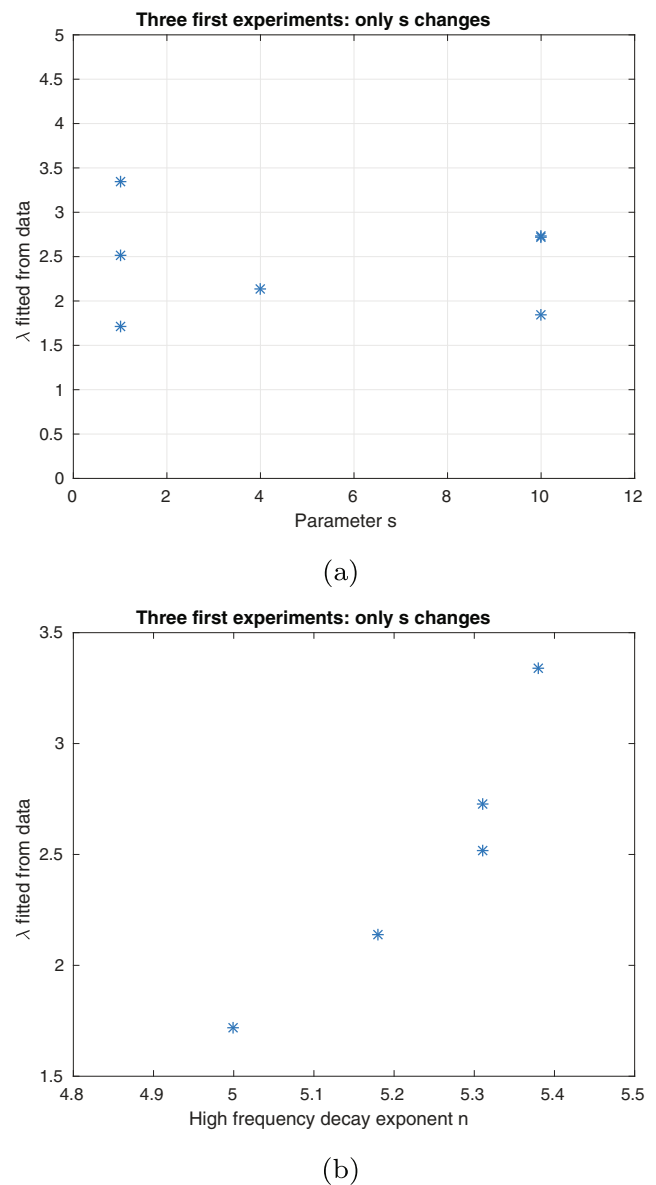 Three first experiments: only s changes
5
4.5
4
3.5
3
2.5
2
1.5
1
0.5
0
λ fitted from data
0 2 4 6 8 10 12
Parameter s
(a)
Three first experiments: only s changes
3.5
3
2.5
2
1.5
λ fitted from data
4.8 4.9 5 5.1 5.2 5.3 5.4 5.5
High frequency decay exponent n
(b)